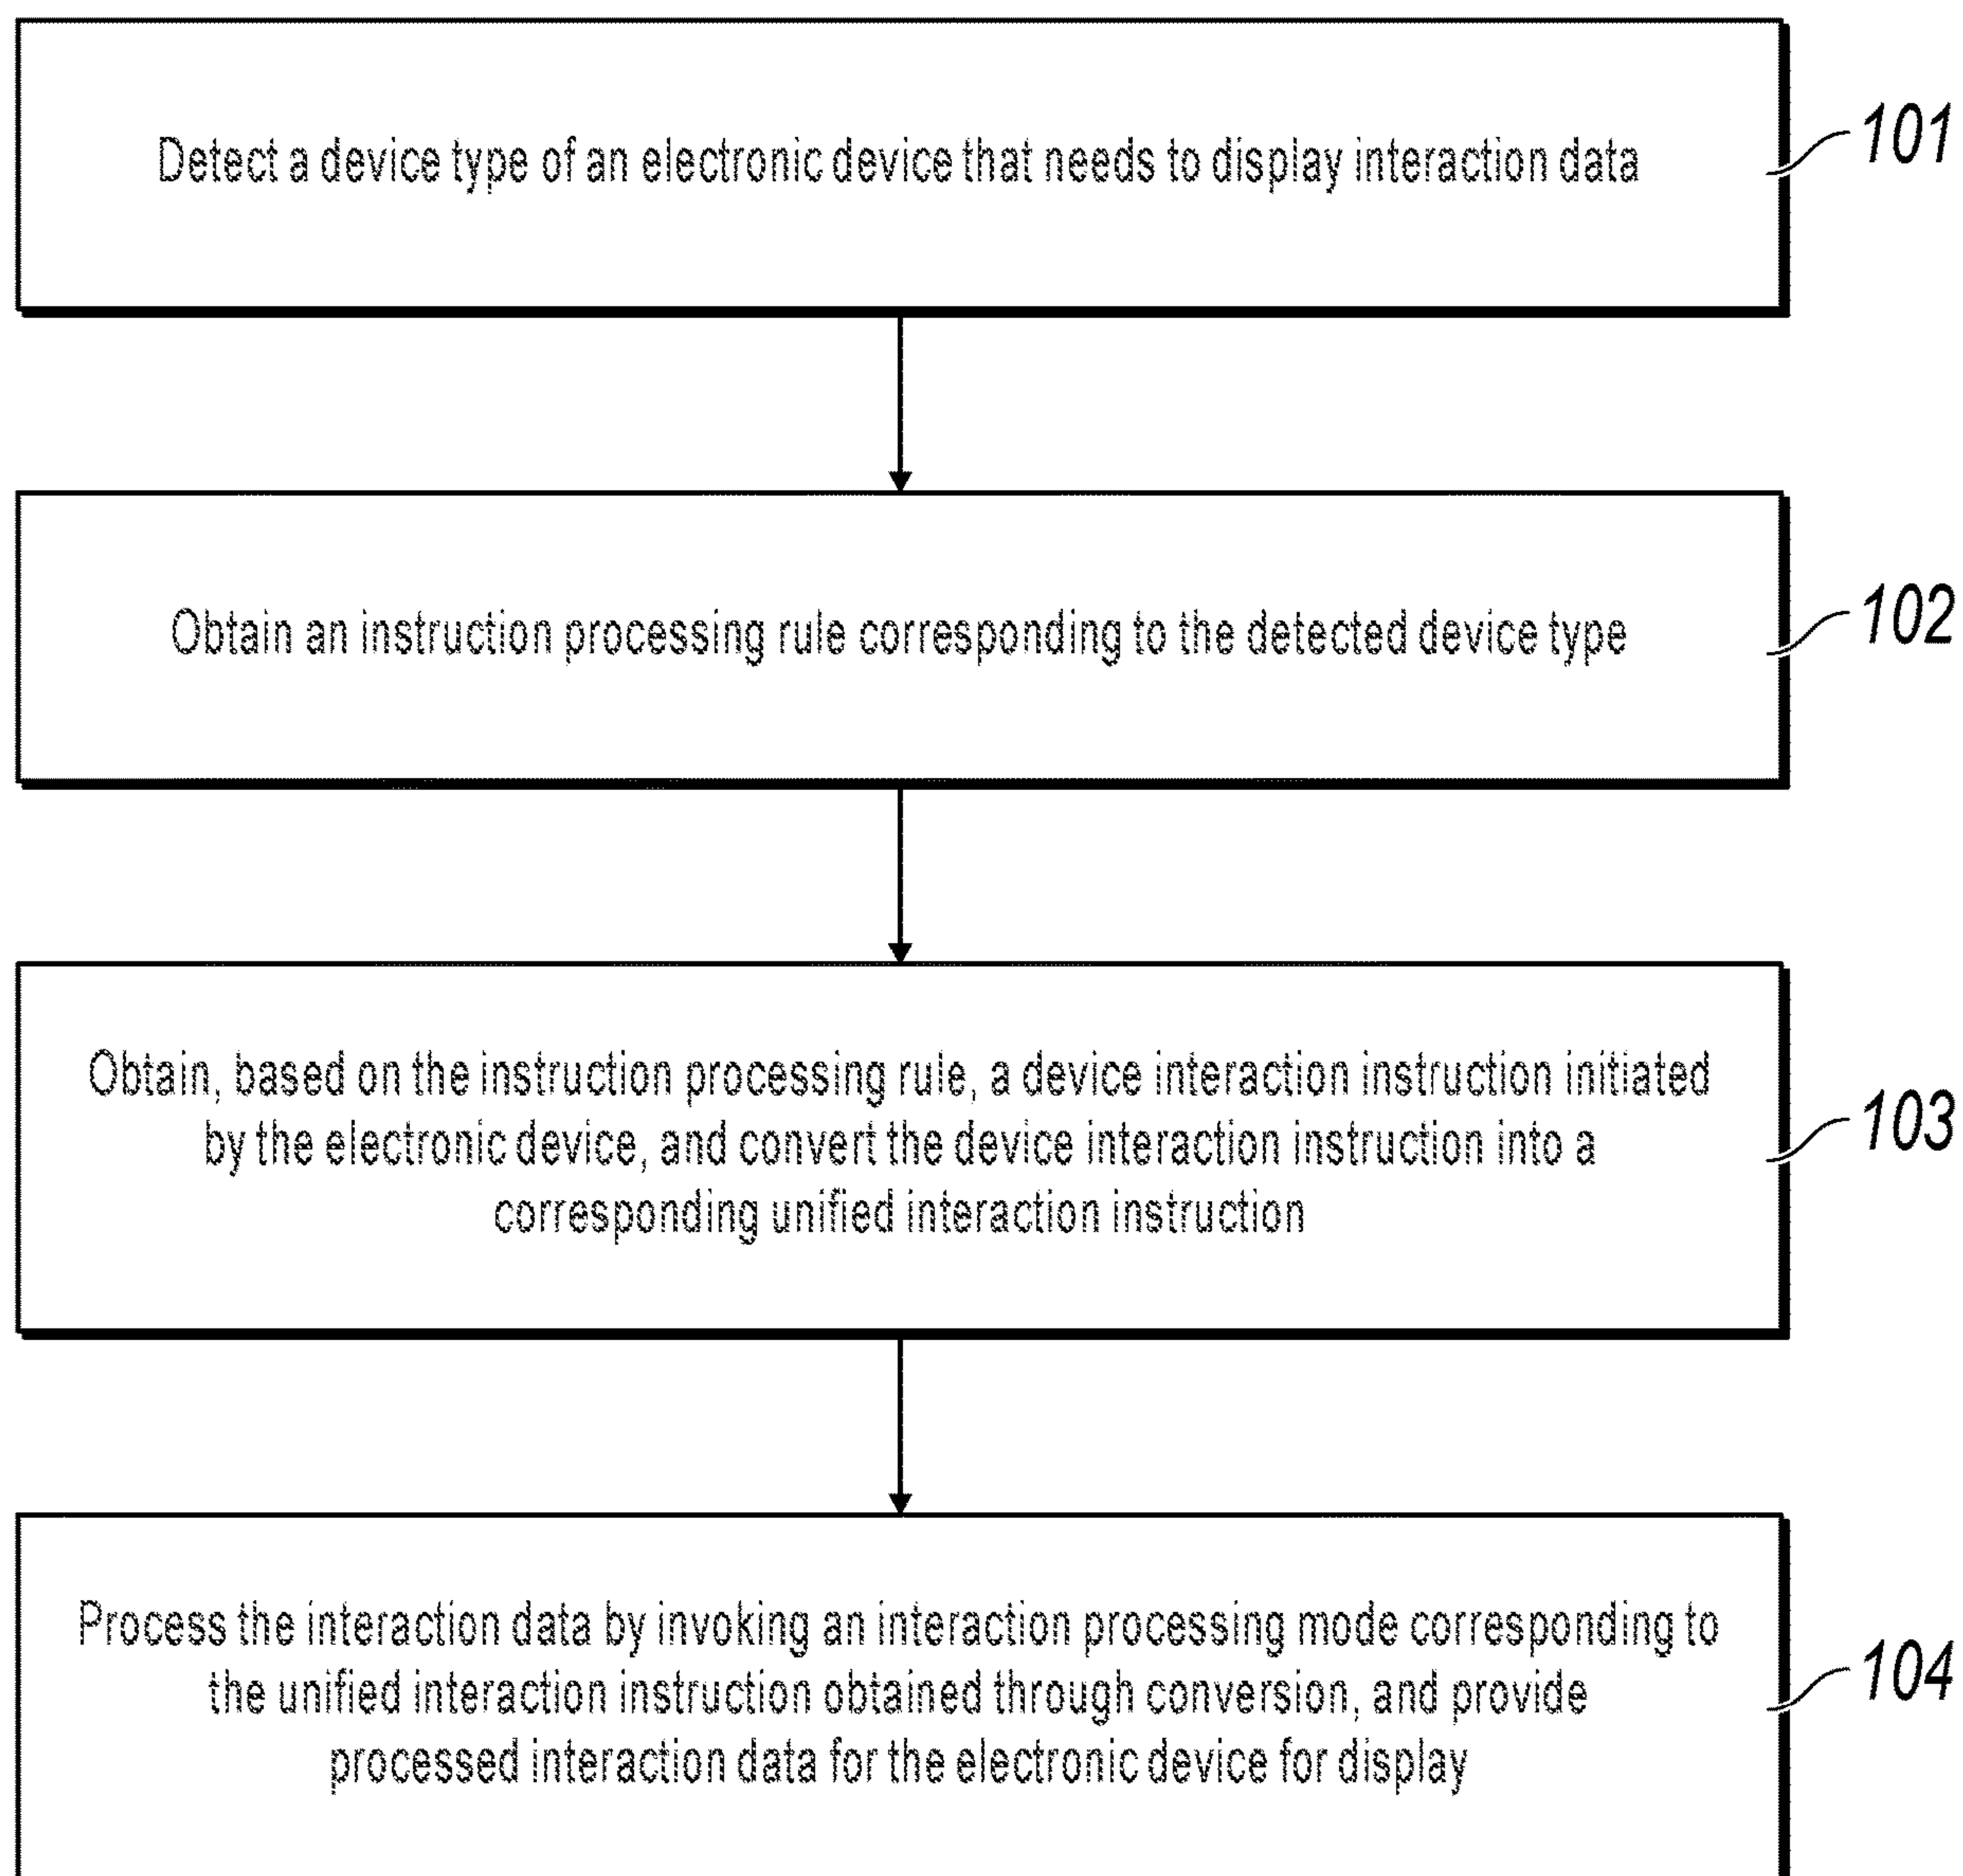 Detect a device type of an electronic device that needs to display interaction data
101
Obtain an instruction processing rule corresponding to the detected device type
102
Obtain, based on the instruction processing rule, a device interaction instruction initiated
by the electronic device, and convert the device interaction instruction into a
corresponding unified interaction instruction
103
Process the interaction data by invoking an interaction processing mode corresponding to
the unified interaction instruction obtained through conversion, and provide
processed interaction data for the electronic device for display
104